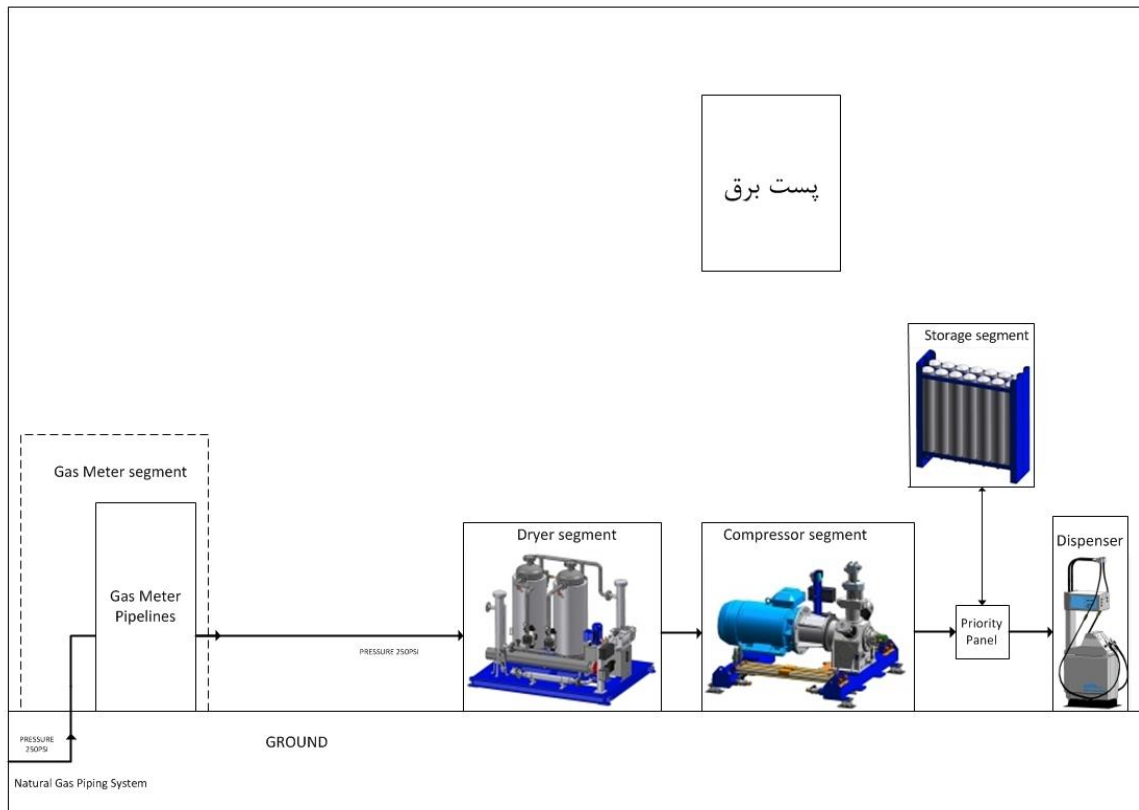 پست برق
Storage segment
Gas Meter segment
Gas Meter
Pipelines
Dryer segment
Compressor segment
Dispenser
Priority
Panel
PRESSURE 250PSI
PRESSURE
250PSI
GROUND
Natural Gas Piping System